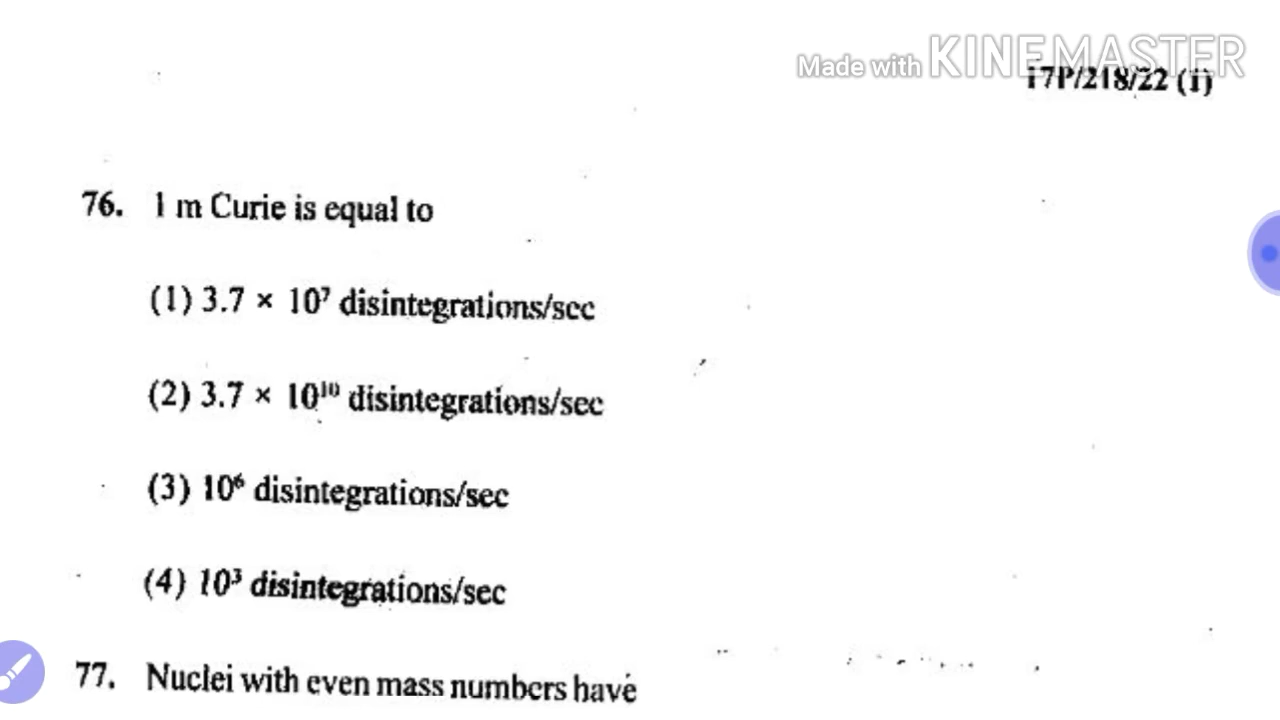 Made with KINEMASTER
17P/218/22 (1)
76. 1 m Curie is equal to
(1) 3.7 × 10⁷ disintegrations/sec
(2) 3.7 × 10¹⁰ disintegrations/sec
(3) 10⁶ disintegrations/sec
(4) 10³ disintegrations/sec
77. Nuclei with even mass numbers have